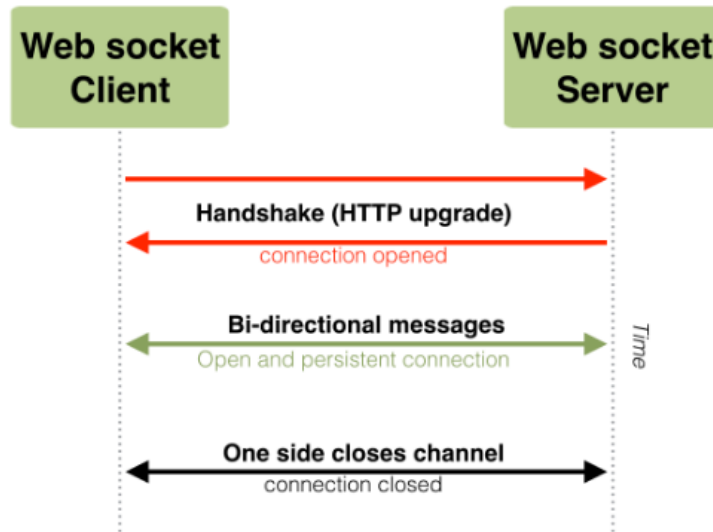 Web socket
Client
Web socket
Server
Handshake (HTTP upgrade)
connection opened
Bi-directional messages
Open and persistent connection
Time
One side closes channel
connection closed